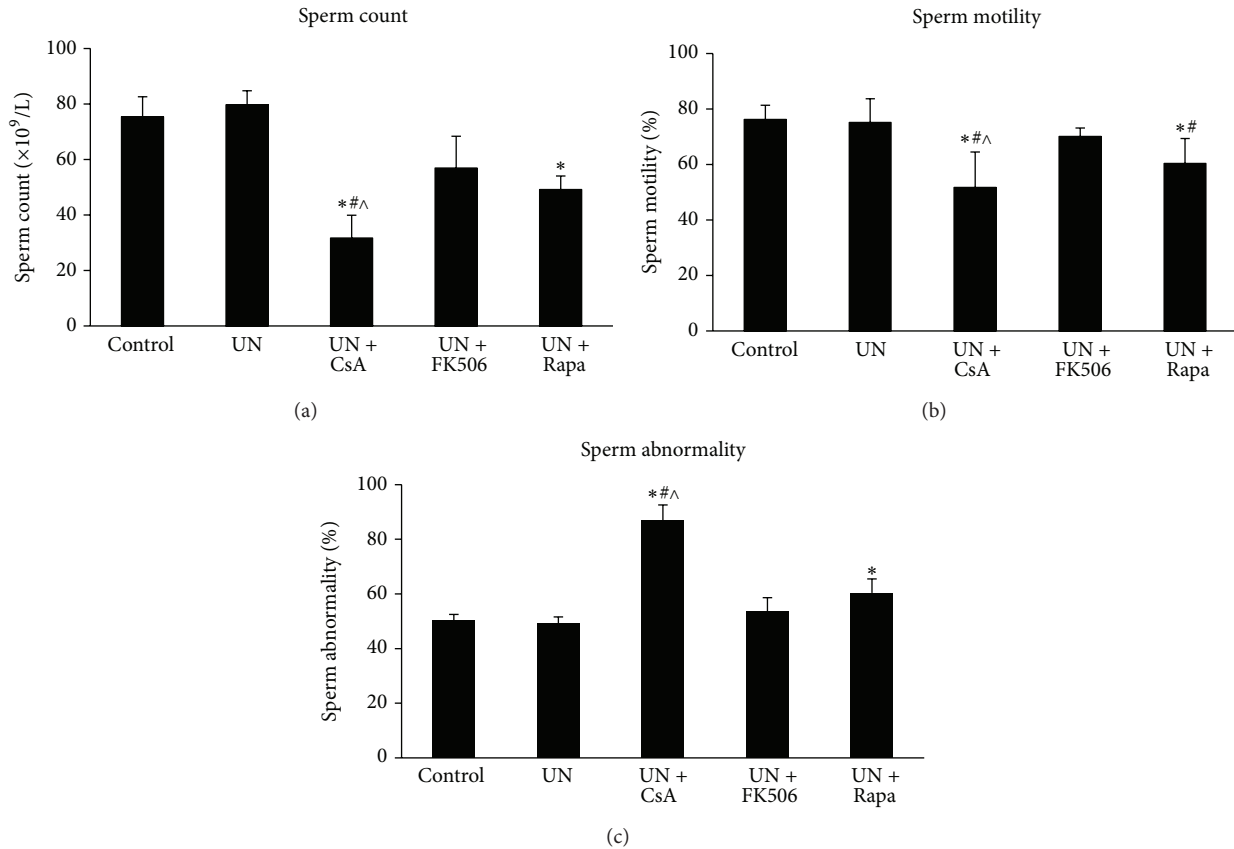 Sperm count
100
80
60
40
20
0
Sperm count (×10⁹/L)
*#^
*
Control
UN
UN +
CsA
UN +
FK506
UN +
Rapa
(a)
Sperm motility
100
80
60
40
20
0
Sperm motility (%)
*#^
*#
Control
UN
UN +
CsA
UN +
FK506
UN +
Rapa
(b)
Sperm abnormality
100
80
60
40
20
0
Sperm abnormality (%)
*#^
*
Control
UN
UN +
CsA
UN +
FK506
UN +
Rapa
(c)